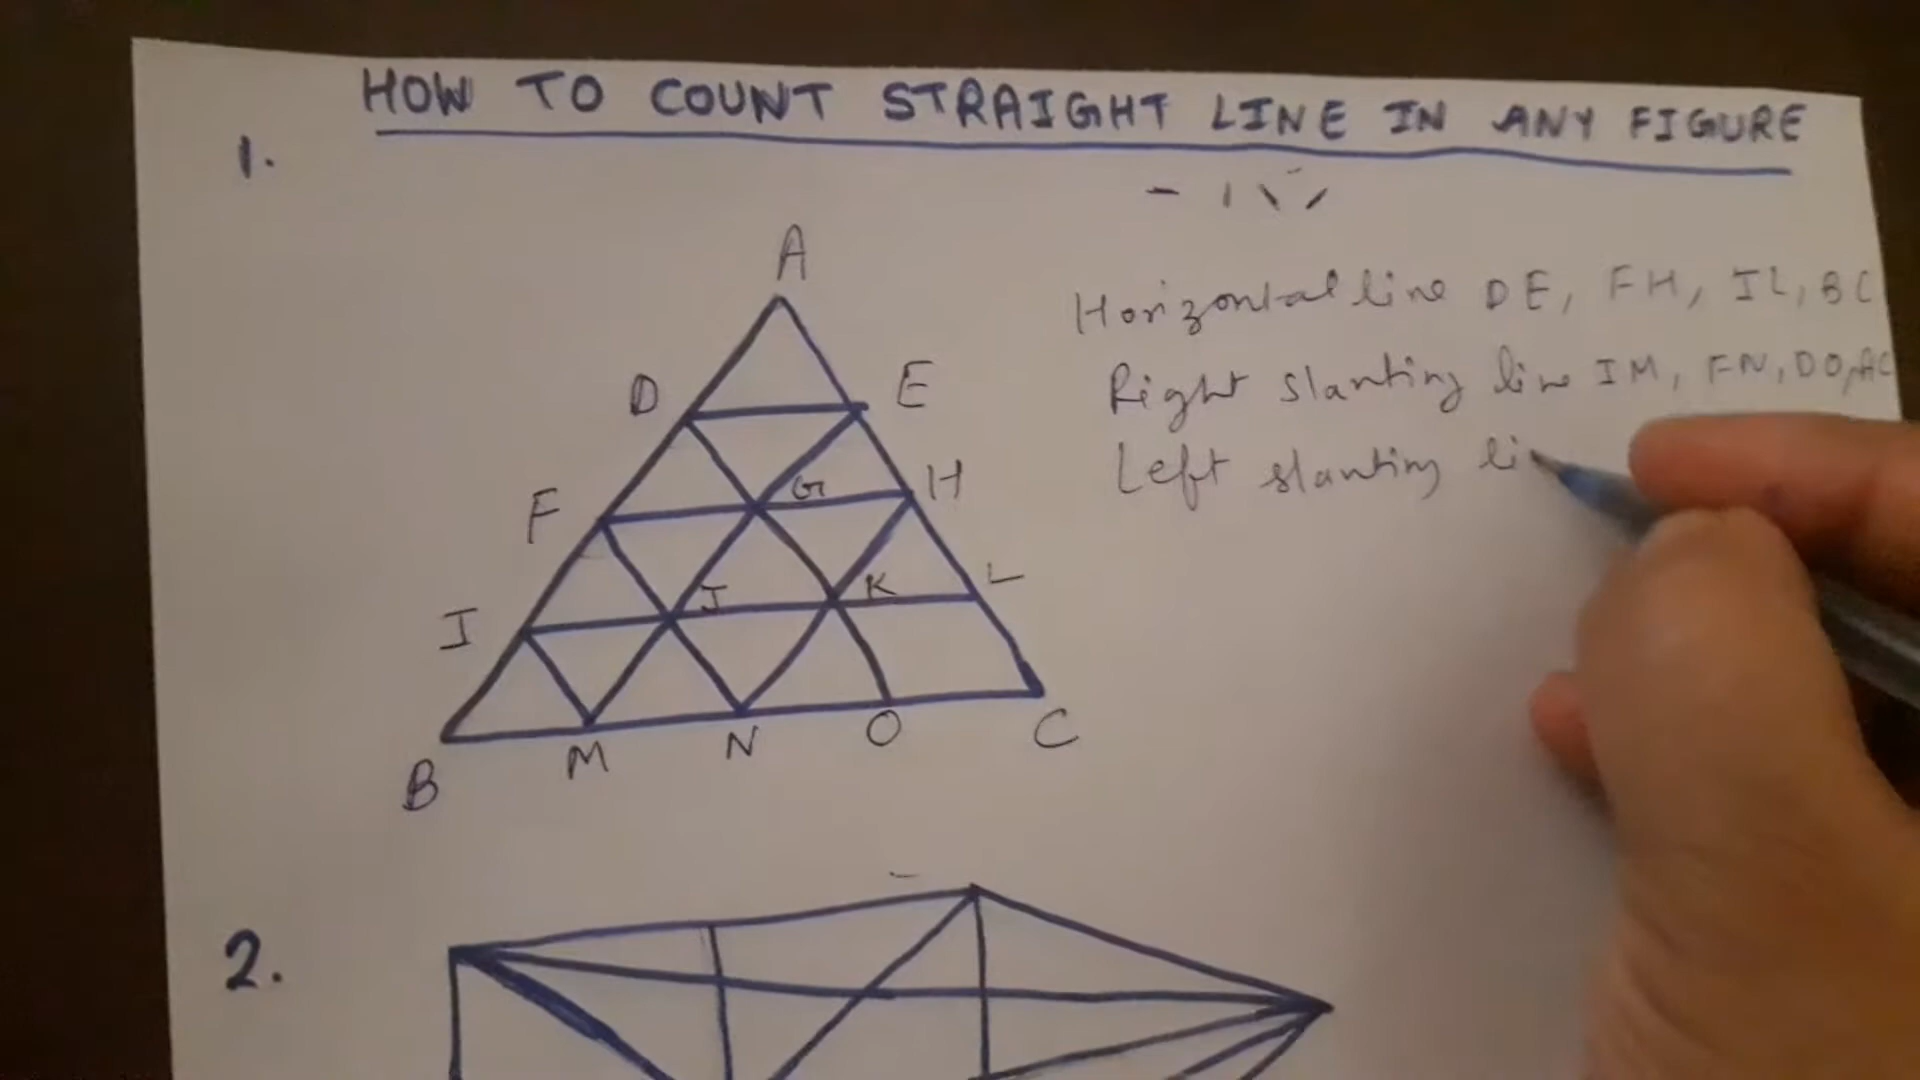 HOW TO COUNT STRAIGHT LINE IN ANY FIGURE
1.
A
Horizontal line DE, FH, IL, BC
D E
Right slanting line IM, FN, DO, AC
Left slanting li
F G H
I J K L
B M N O C
2.